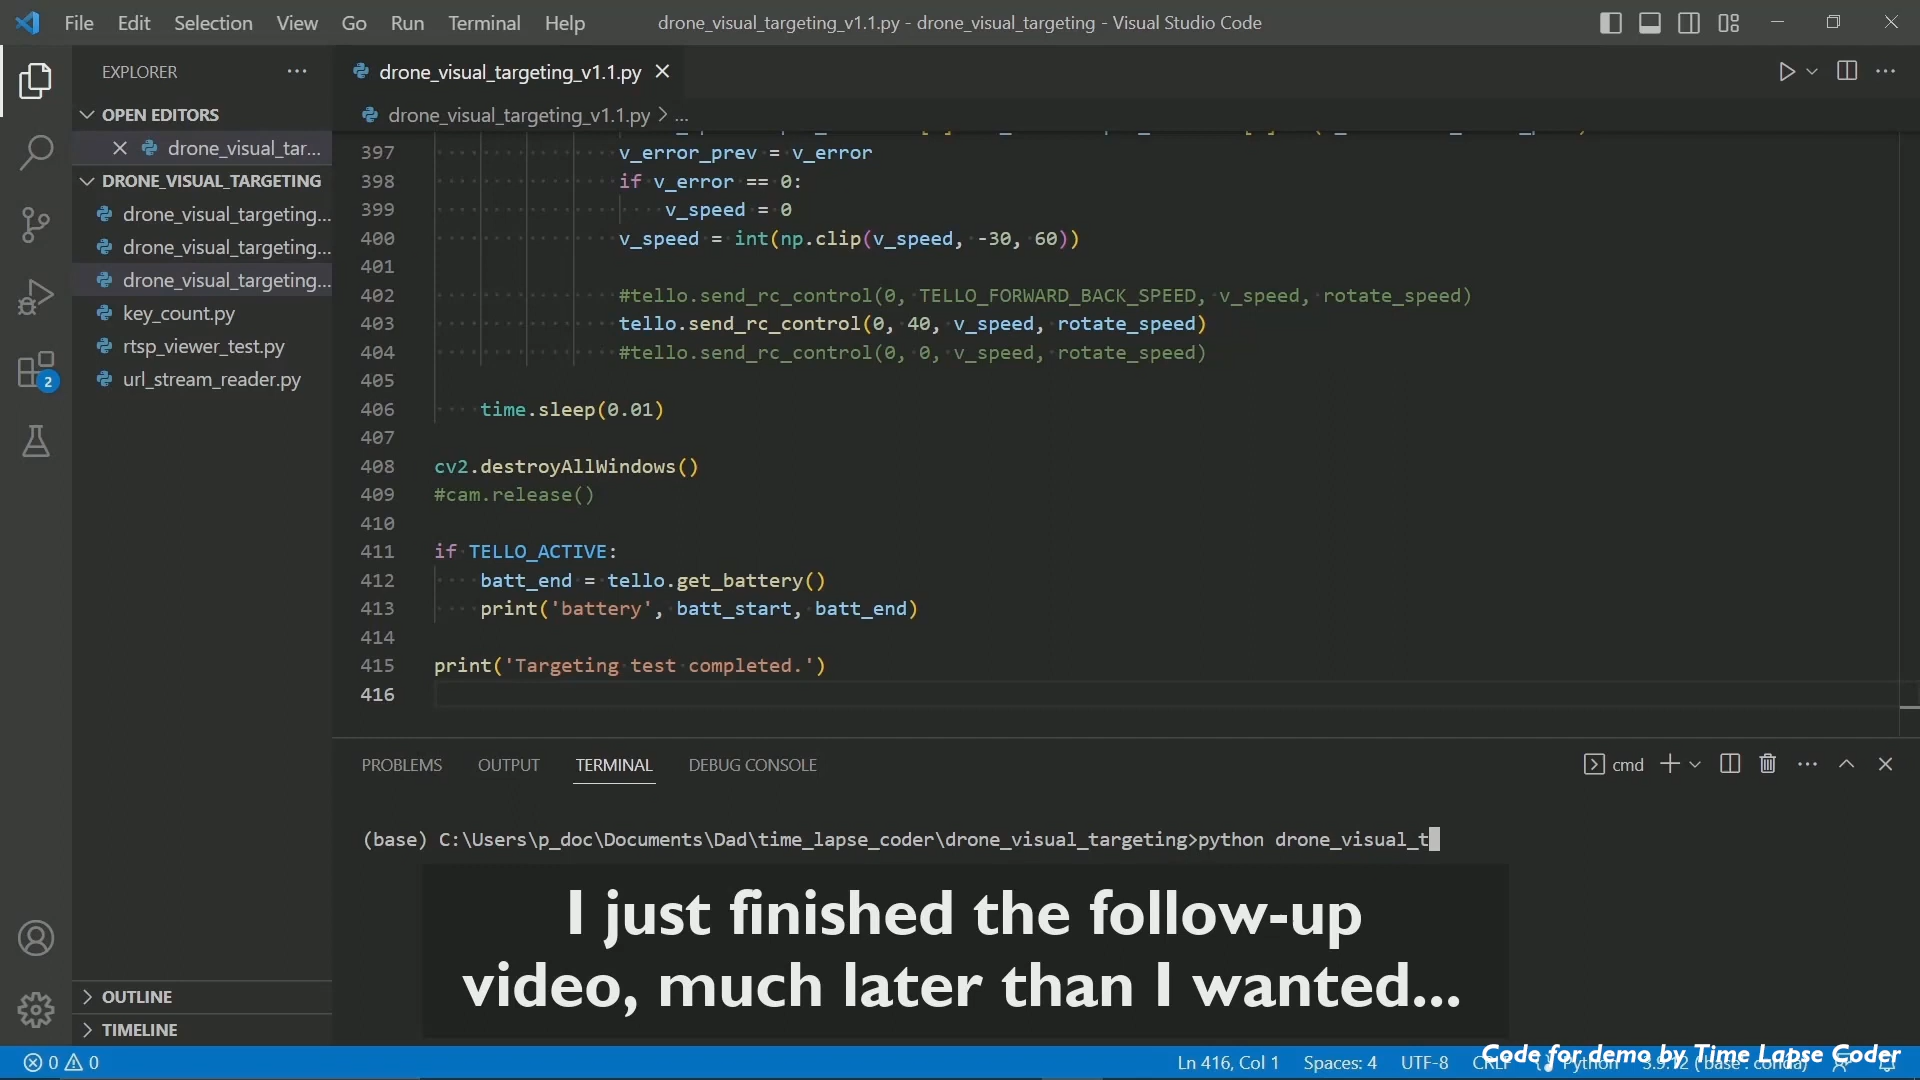 File Edit Selection View Go Run Terminal Help
drone_visual_targeting_v1.1.py - drone_visual_targeting - Visual Studio Code
EXPLORER
OPEN EDITORS
drone_visual_tar...
DRONE_VISUAL_TARGETING
drone_visual_targeting...
drone_visual_targeting...
drone_visual_targeting...
key_count.py
rtsp_viewer_test.py
url_stream_reader.py
2
OUTLINE
TIMELINE
drone_visual_targeting_v1.1.py
drone_visual_targeting_v1.1.py > ...
397 v_error_prev = v_error
398 if v_error == 0:
399 v_speed = 0
400 v_speed = int(np.clip(v_speed, -30, 60))
401
402 #tello.send_rc_control(0, TELLO_FORWARD_BACK_SPEED, v_speed, rotate_speed)
403 tello.send_rc_control(0, 40, v_speed, rotate_speed)
404 #tello.send_rc_control(0, 0, v_speed, rotate_speed)
405
406 time.sleep(0.01)
407
408 cv2.destroyAllWindows()
409 #cam.release()
410
411 if TELLO_ACTIVE:
412 batt_end = tello.get_battery()
413 print('battery', batt_start, batt_end)
414
415 print('Targeting test completed.')
416
PROBLEMS OUTPUT TERMINAL DEBUG CONSOLE
cmd
(base) C:\Users\p_doc\Documents\Dad\time_lapse_coder\drone_visual_targeting>python drone_visual_t
I just finished the follow-up
video, much later than I wanted...
Code for demo by Time Lapse Coder
0 0
Ln 416, Col 1 Spaces: 4 UTF-8 CRLF Python 3.9.12 ('base': conda)